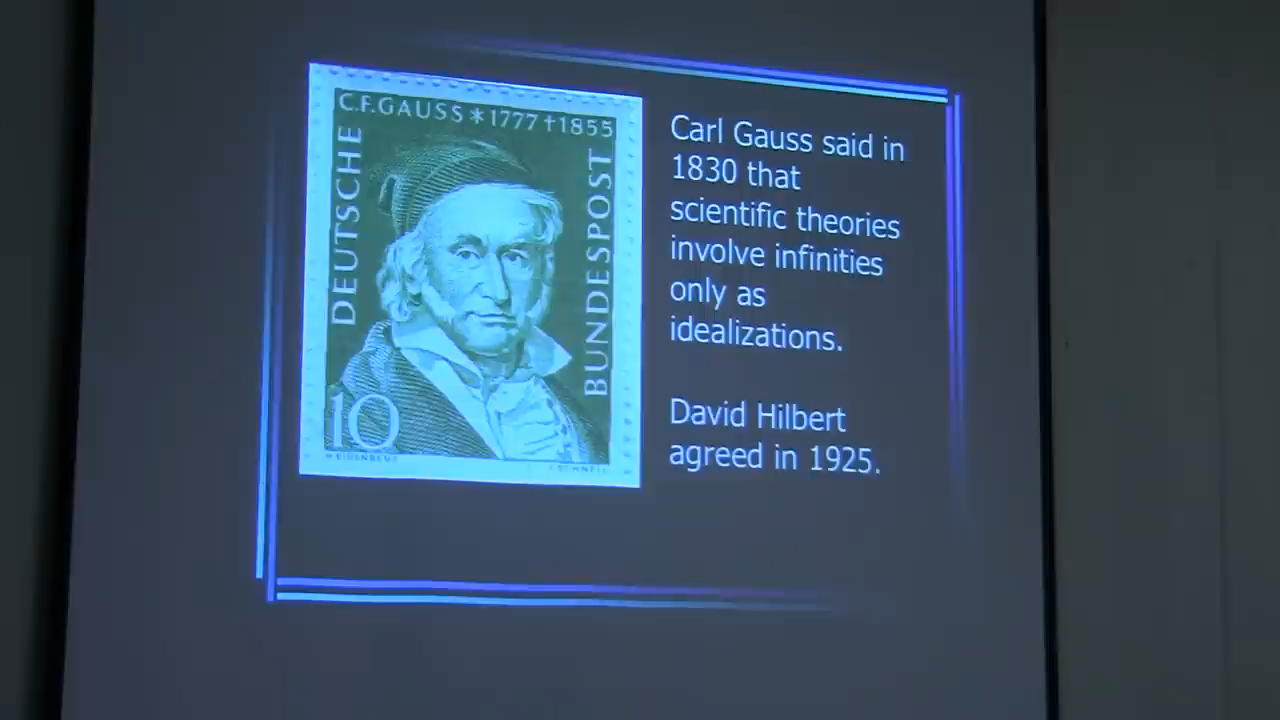 C.F.GAUSS*1777†1855
DEUTSCHE
BUNDESPOST
10
Carl Gauss said in
1830 that
scientific theories
involve infinities
only as
idealizations.
David Hilbert
agreed in 1925.